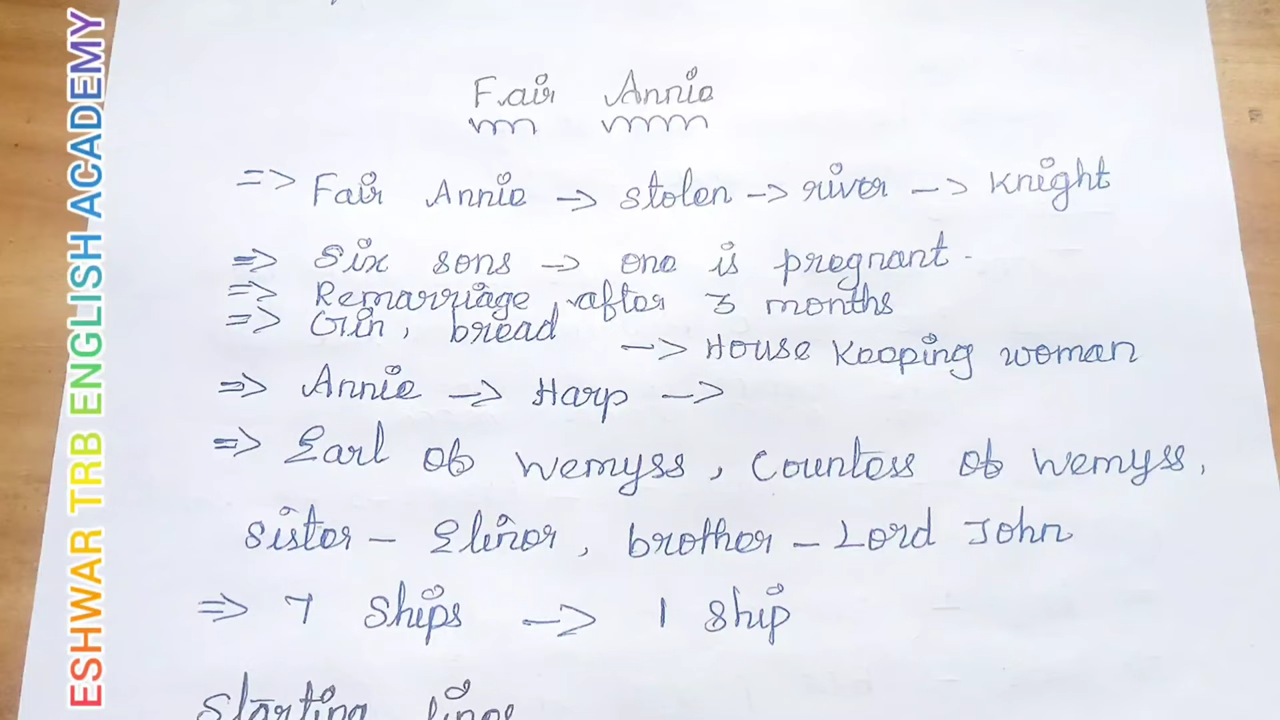 ESHWAR TRB ENGLISH ACADEMY
Fair Annie
=> Fair Annie -> stolen -> river -> knight
=> Six sons -> one is pregnant.
=> Remarriage, after 3 months
=> Gin, bread
-> House Keeping woman
=> Annie -> Harp ->
=> Earl of Wemyss, Countess of Wemyss,
Sister - Elinor, brother - Lord John
=> 7 Ships -> 1 Ship
Starting lines